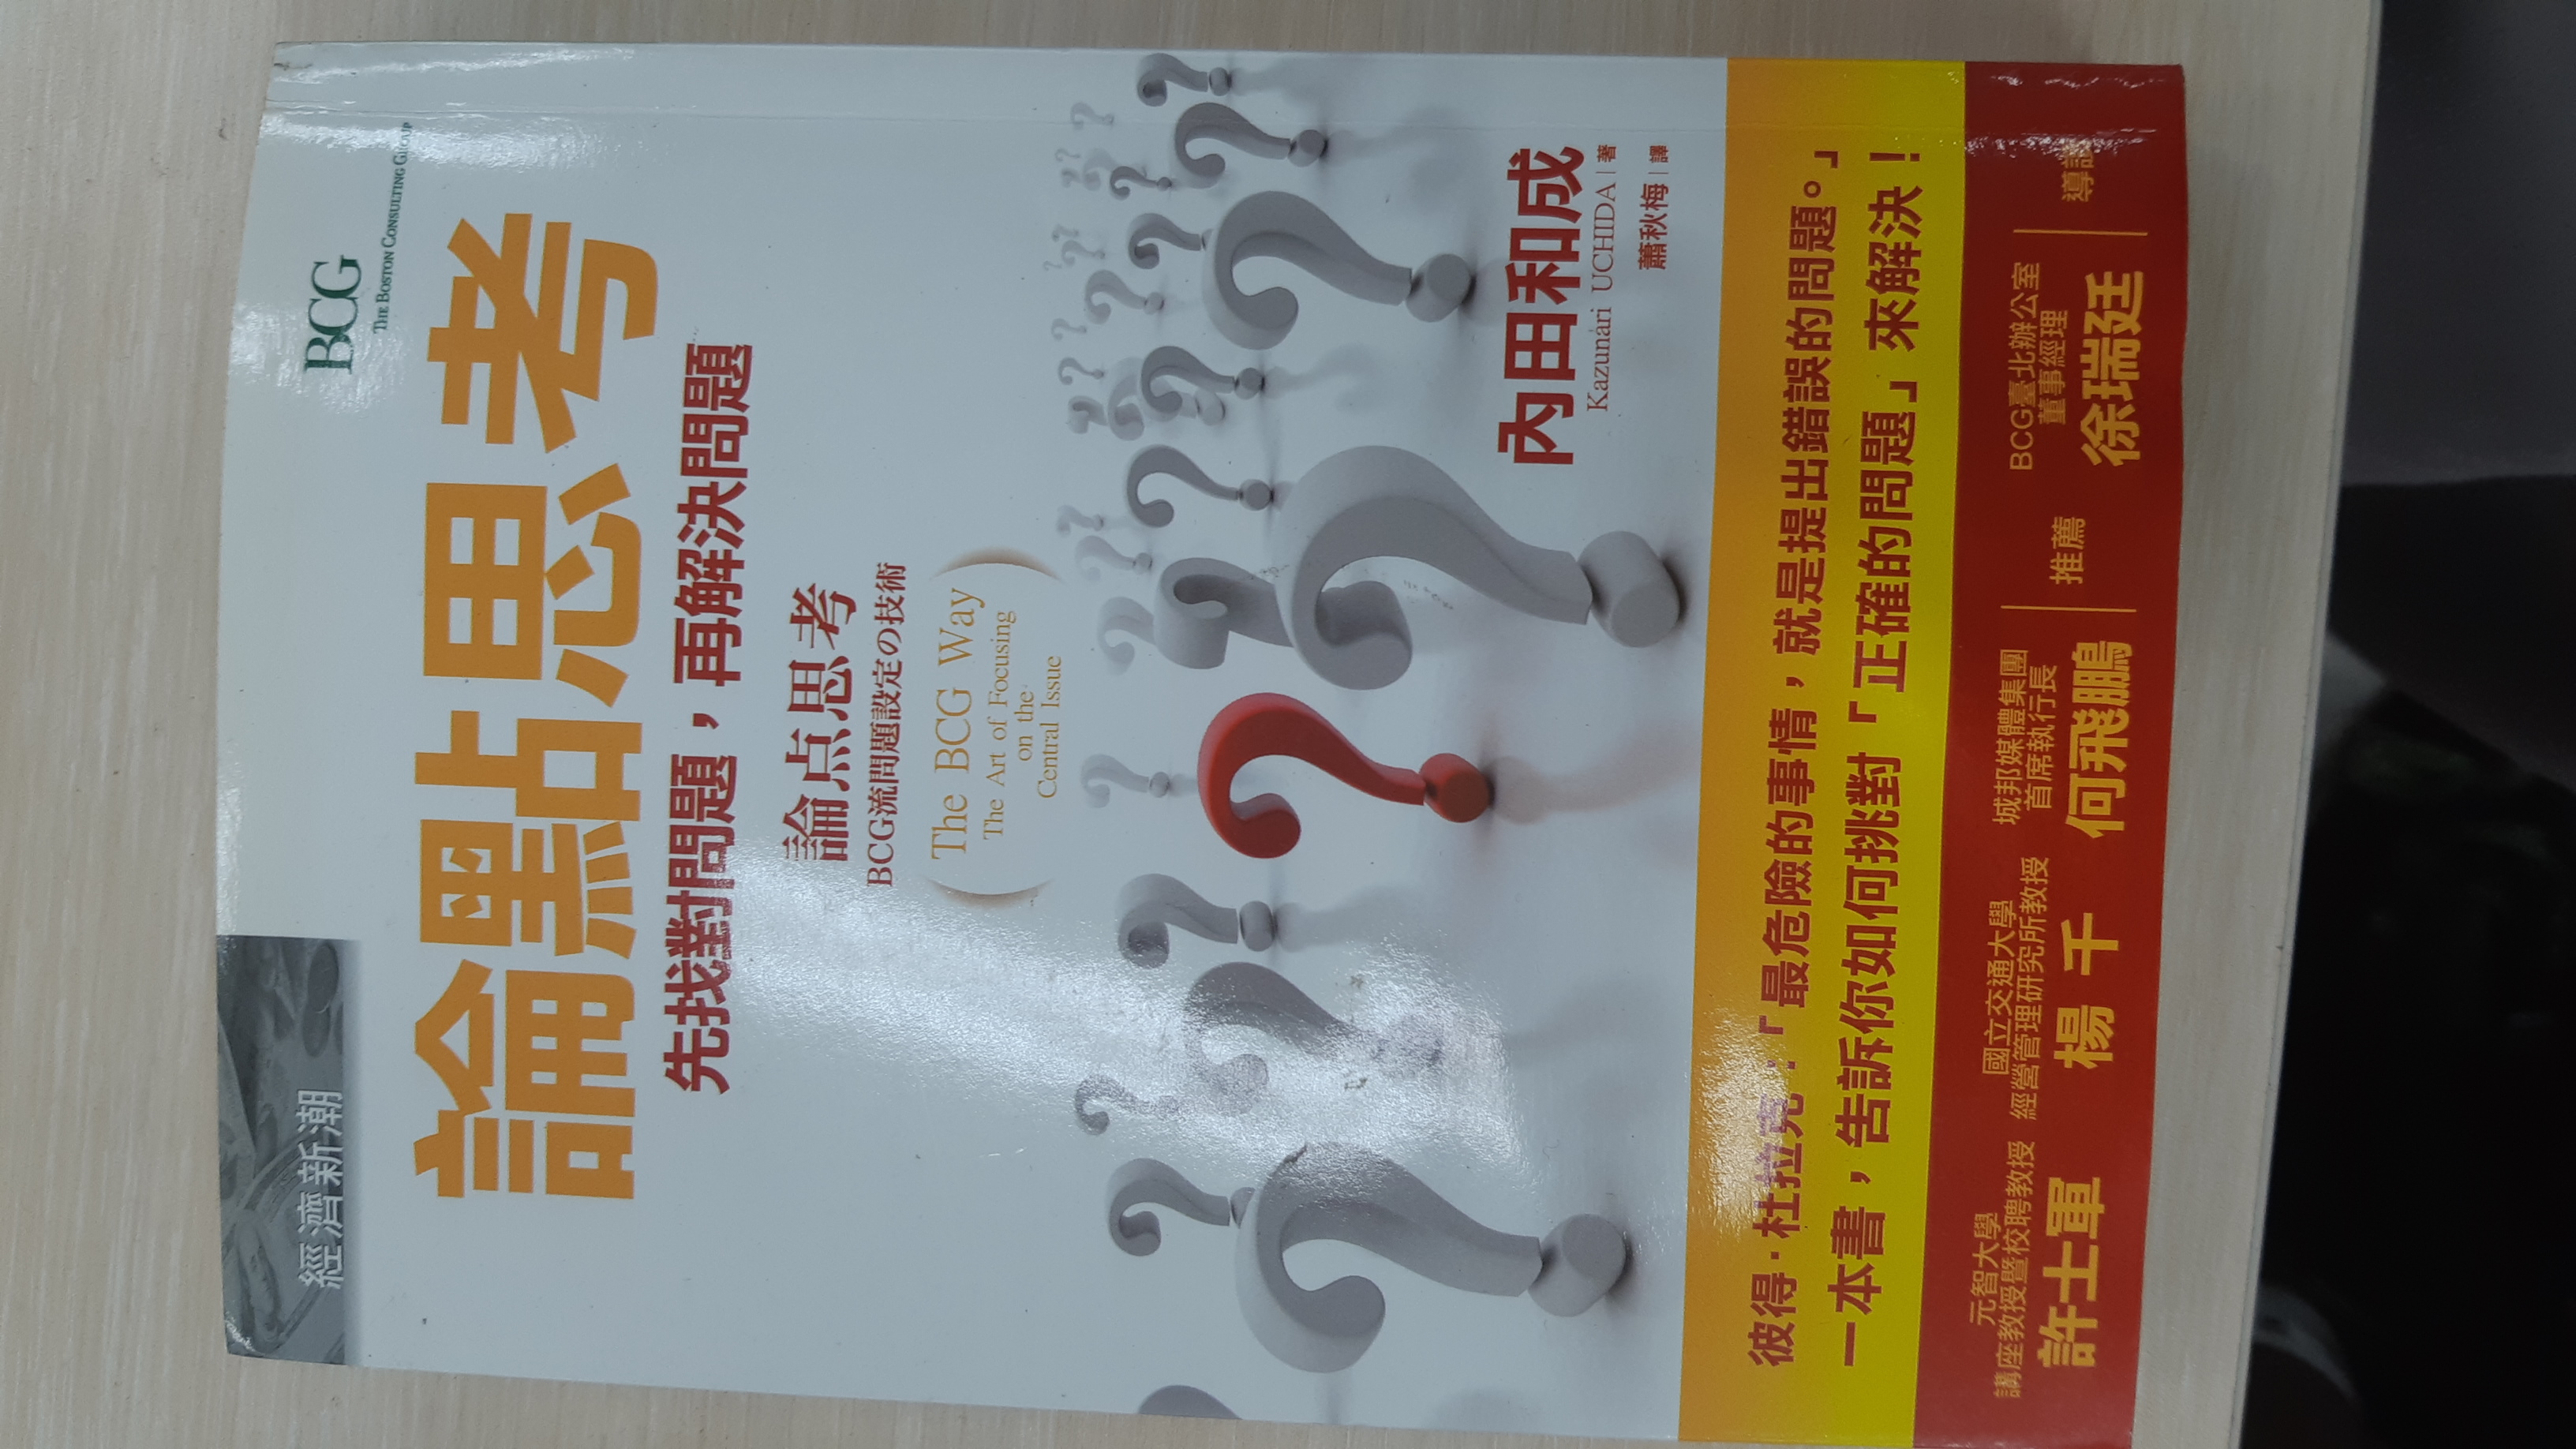 經濟新潮
BCG
THE BOSTON CONSULTING GROUP
論點思考
先找對問題，再解決問題
論点思考
BCG流問題設定の技術
The BCG Way
The Art of Focusing
on the
Central Issue
內田和成
Kazunari UCHIDA｜著
蕭秋梅｜譯
彼得·杜拉克：「最危險的事情，就是提出錯誤的問題。」
一本書，告訴你如何挑對「正確的問題」來解決！
元智大學
講座教授暨校聘教授
許士軍
國立交通大學
經營管理研究所教授
楊千
城邦媒體集團
首席執行長
何飛鵬
推薦
BCG臺北辦公室
董事經理
徐瑞廷
導讀